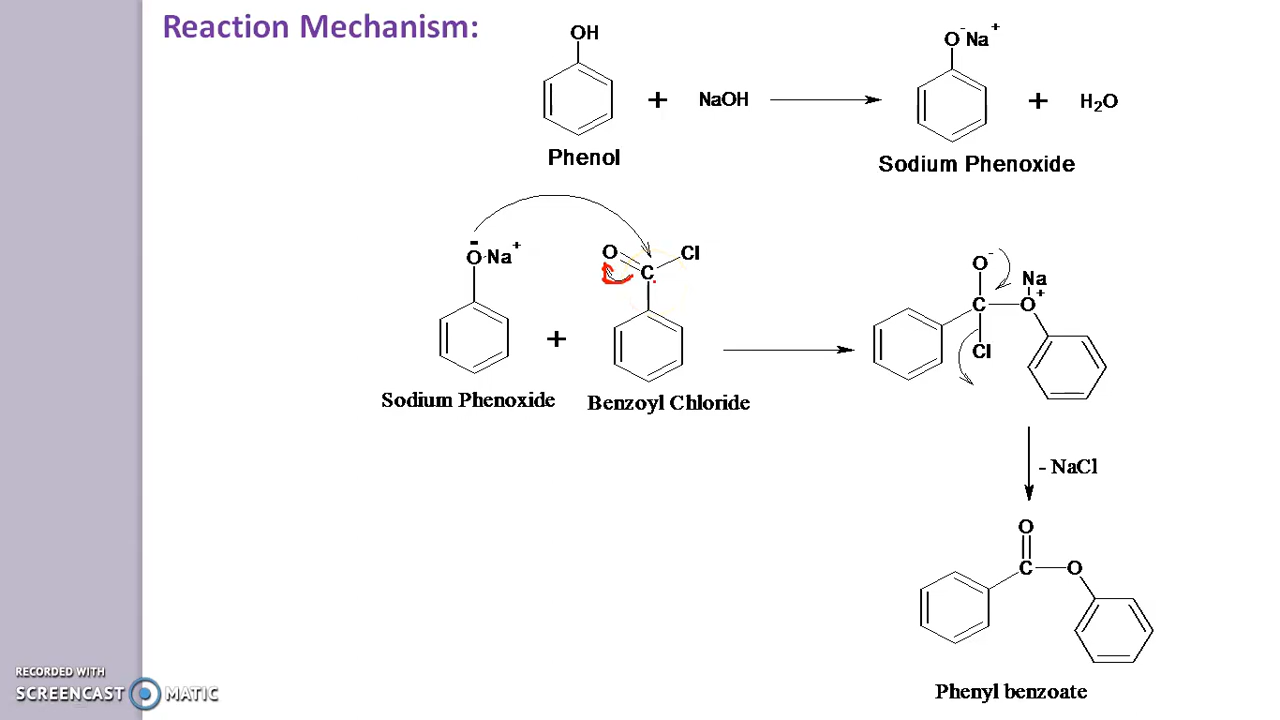 Reaction Mechanism:
OH
+ NaOH
O⁻Na⁺
+ H₂O
Phenol
Sodium Phenoxide
O⁻Na⁺
+
O Cl
C
Sodium Phenoxide
Benzoyl Chloride
O⁻
Na
C O⁺
Cl
- NaCl
O
C O
Phenyl benzoate
RECORDED WITH
SCREENCAST MATIC